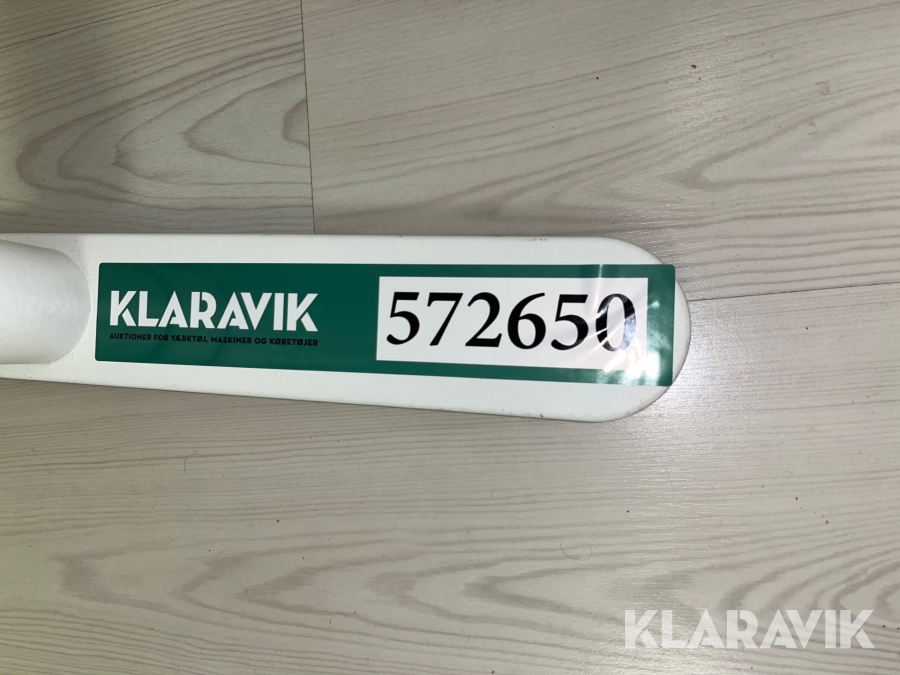 KLARAVIK
AUKTIONER FOR VÆRKTØJ, MASKINER OG KØRETØJER
572650
KLARAVIK